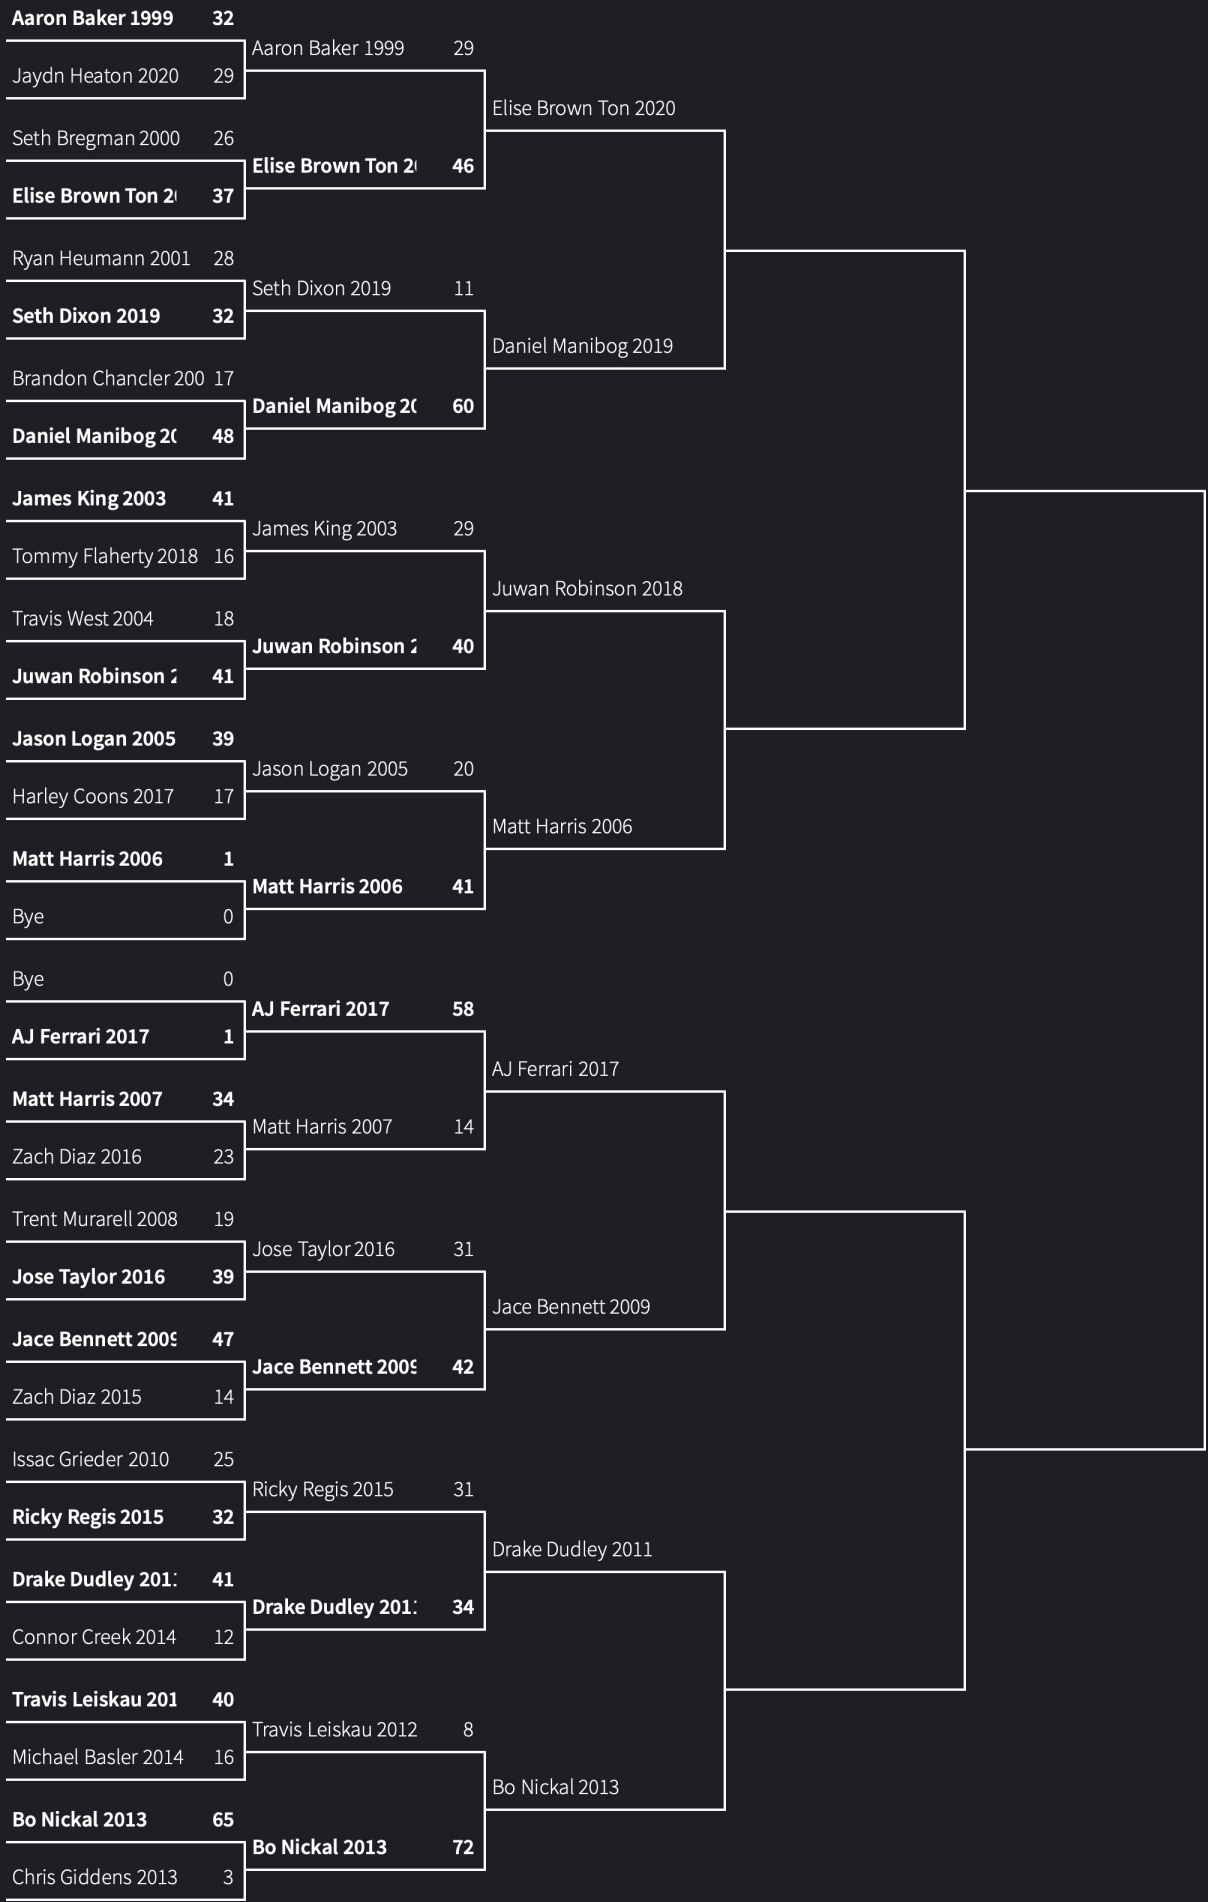 Aaron Baker 1999 32
Jaydn Heaton 2020 29
Seth Bregman 2000 26
Elise Brown Ton 20 37
Ryan Heumann 2001 28
Seth Dixon 2019 32
Brandon Chancler 200 17
Daniel Manibog 20 48
James King 2003 41
Tommy Flaherty 2018 16
Travis West 2004 18
Juwan Robinson 2 41
Jason Logan 2005 39
Harley Coons 2017 17
Matt Harris 2006 1
Bye 0
Bye 0
AJ Ferrari 2017 1
Matt Harris 2007 34
Zach Diaz 2016 23
Trent Murarell 2008 19
Jose Taylor 2016 39
Jace Bennett 2009 47
Zach Diaz 2015 14
Issac Grieder 2010 25
Ricky Regis 2015 32
Drake Dudley 2011 41
Connor Creek 2014 12
Travis Leiskau 201 40
Michael Basler 2014 16
Bo Nickal 2013 65
Chris Giddens 2013 3
Aaron Baker 1999 29
Elise Brown Ton 20 46
Seth Dixon 2019 11
Daniel Manibog 20 60
James King 2003 29
Juwan Robinson 2 40
Jason Logan 2005 20
Matt Harris 2006 41
AJ Ferrari 2017 58
Matt Harris 2007 14
Jose Taylor 2016 31
Jace Bennett 2009 42
Ricky Regis 2015 31
Drake Dudley 2011 34
Travis Leiskau 2012 8
Bo Nickal 2013 72
Elise Brown Ton 2020
Daniel Manibog 2019
Juwan Robinson 2018
Matt Harris 2006
AJ Ferrari 2017
Jace Bennett 2009
Drake Dudley 2011
Bo Nickal 2013